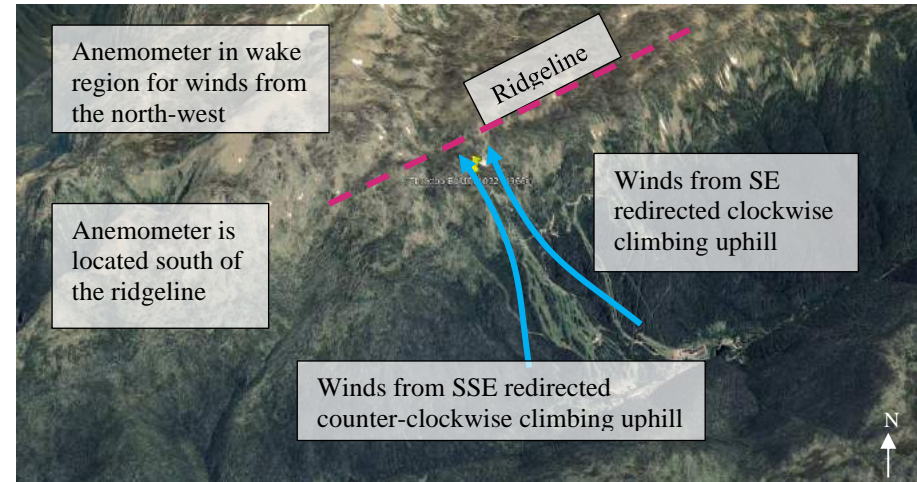 Anemometer in wake
region for winds from
the north-west
Ridgeline
Winds from SE
redirected clockwise
climbing uphill
Anemometer is
located south of
the ridgeline
Winds from SSE redirected
counter-clockwise climbing uphill
N